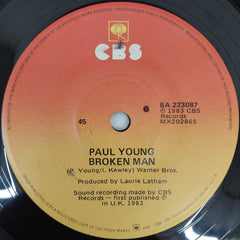 CBS
BA 223087
℗ 1983 CBS
Records
MX202865
45
PAUL YOUNG
BROKEN MAN
(P. Young/I. Kewley) Warner Bros.
Produced by Laurie Latham
Sound recording made by CBS
Records — first published ℗
in U.K. 1983